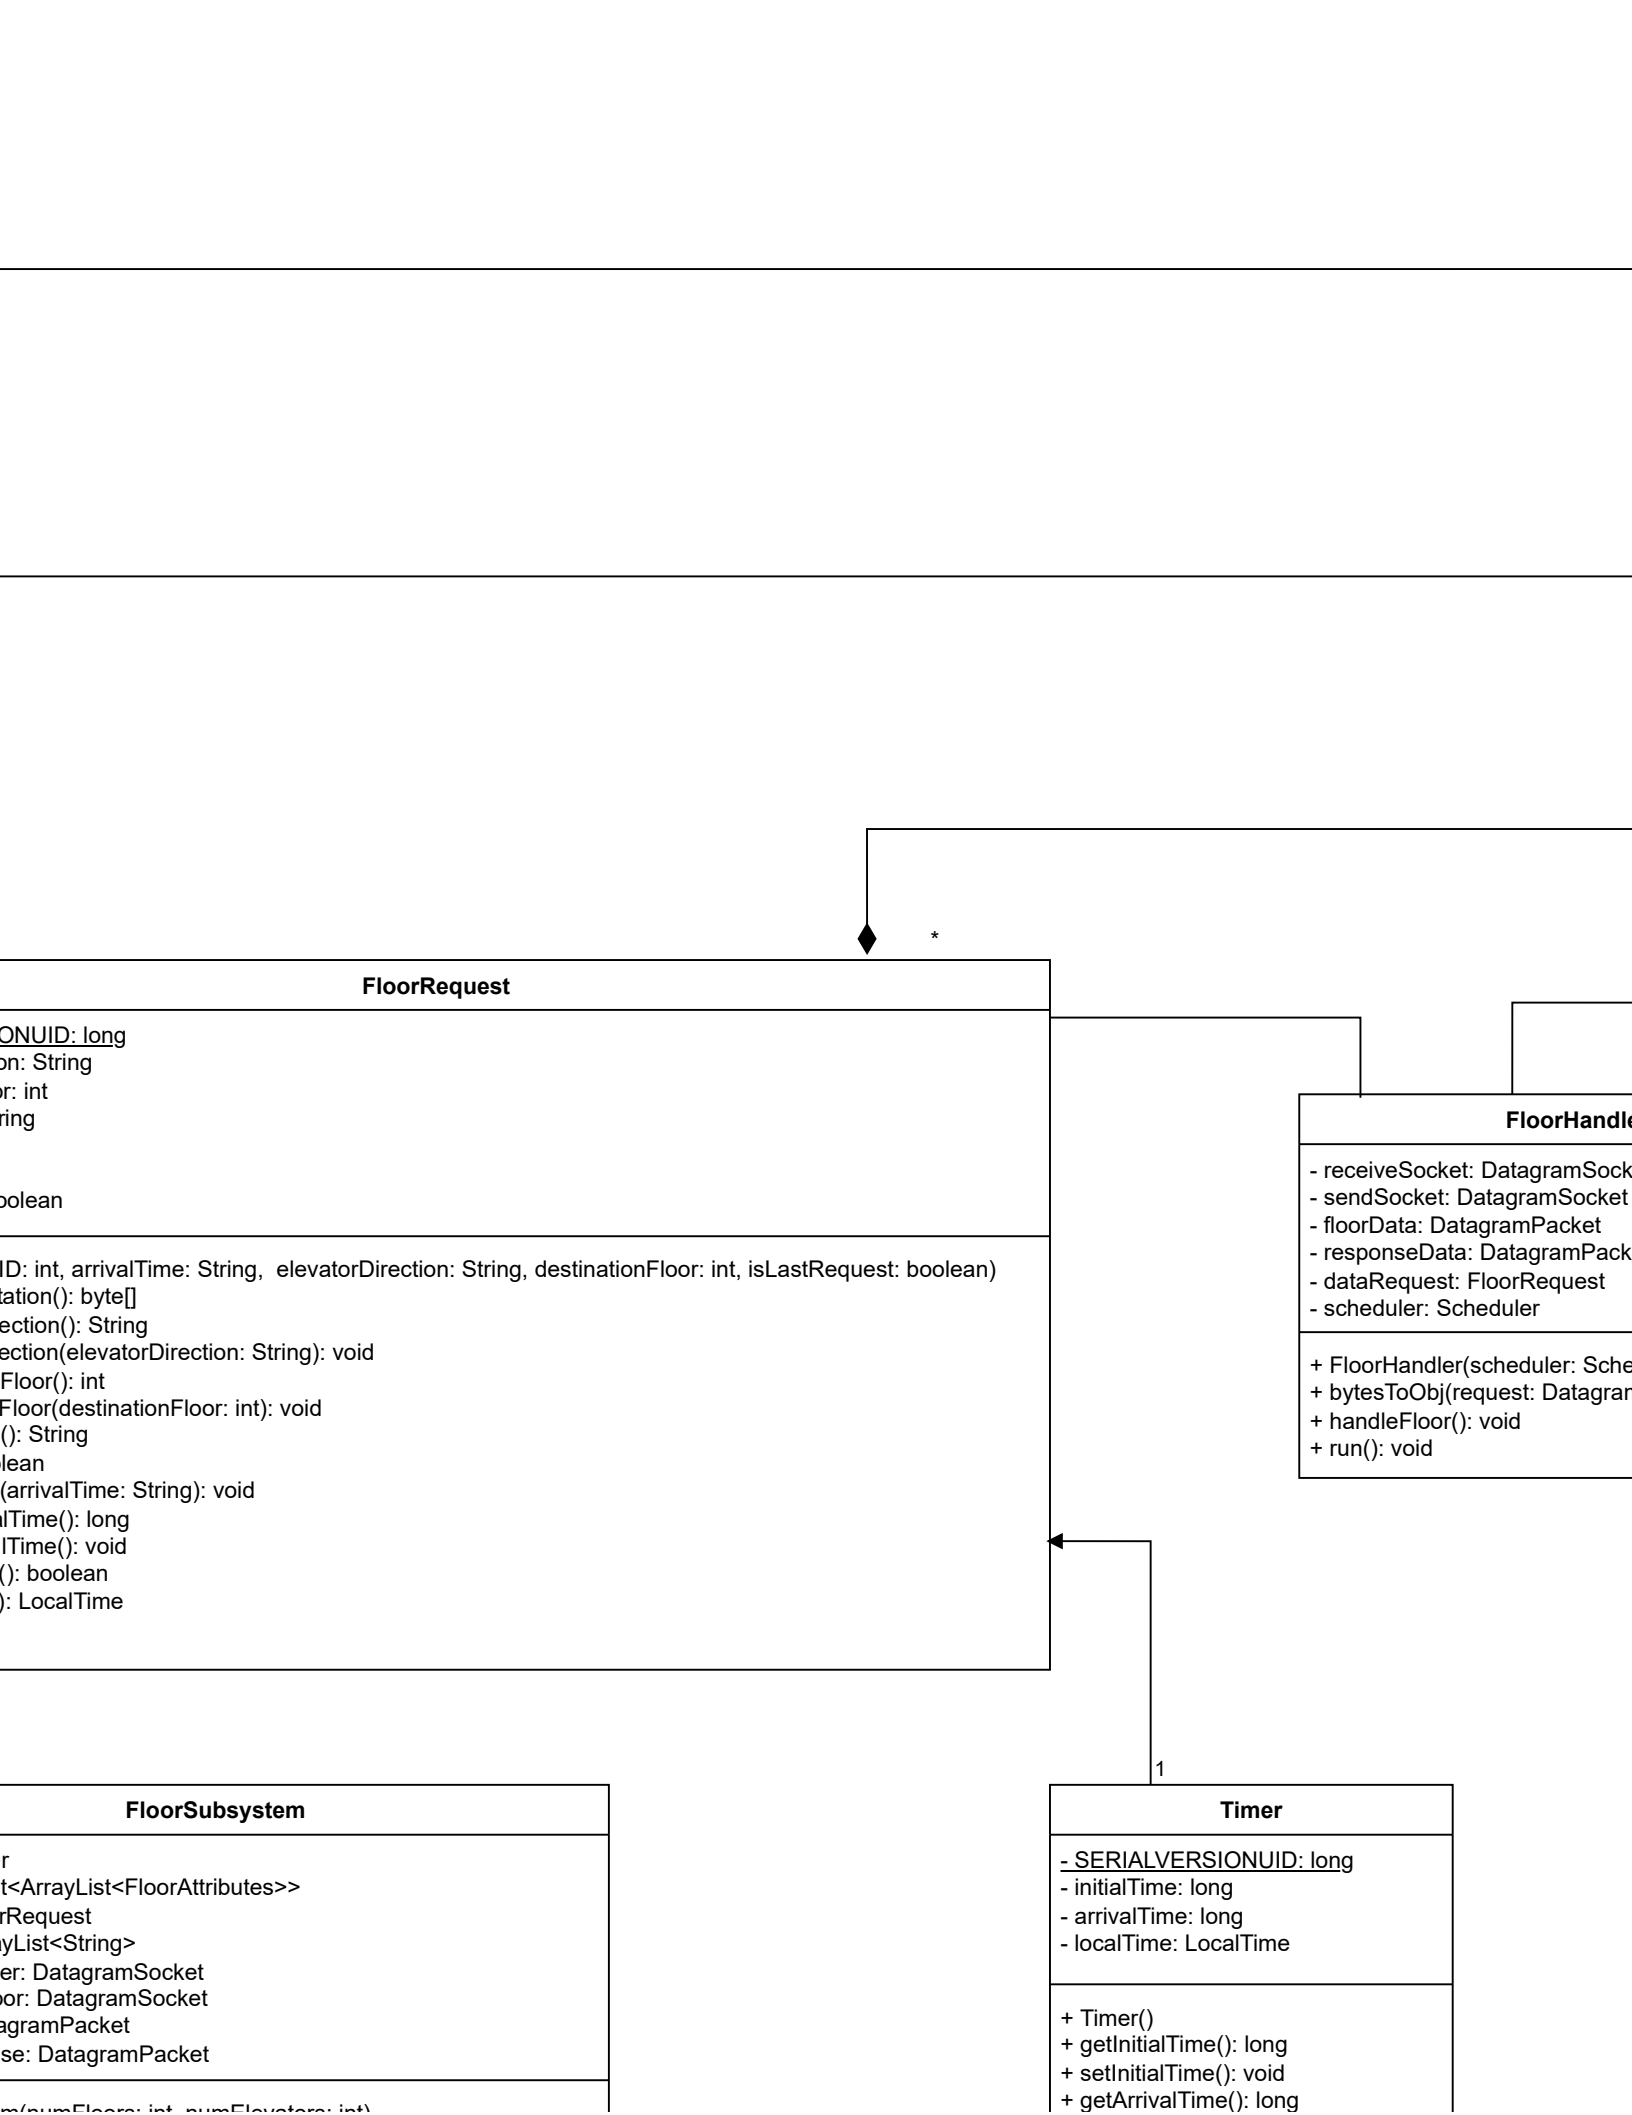 *
FloorRequest
ONUID: long
on: String
or: int
ring
oolean
ID: int, arrivalTime: String,  elevatorDirection: String, destinationFloor: int, isLastRequest: boolean)
tation(): byte[]
ection(): String
ection(elevatorDirection: String): void
Floor(): int
Floor(destinationFloor: int): void
(): String
lean
(arrivalTime: String): void
alTime(): long
lTime(): void
(): boolean
): LocalTime
FloorHandle
- receiveSocket: DatagramSock
- sendSocket: DatagramSocket
- floorData: DatagramPacket
- responseData: DatagramPack
- dataRequest: FloorRequest
- scheduler: Scheduler
+ FloorHandler(scheduler: Sche
+ bytesToObj(request: Datagram
+ handleFloor(): void
+ run(): void
1
FloorSubsystem
r
t<ArrayList<FloorAttributes>>
rRequest
ayList<String>
er: DatagramSocket
oor: DatagramSocket
agramPacket
se: DatagramPacket
m(numFloors: int, numElevators: int)
Timer
- SERIALVERSIONUID: long
- initialTime: long
- arrivalTime: long
- localTime: LocalTime
+ Timer()
+ getInitialTime(): long
+ setInitialTime(): void
+ getArrivalTime(): long